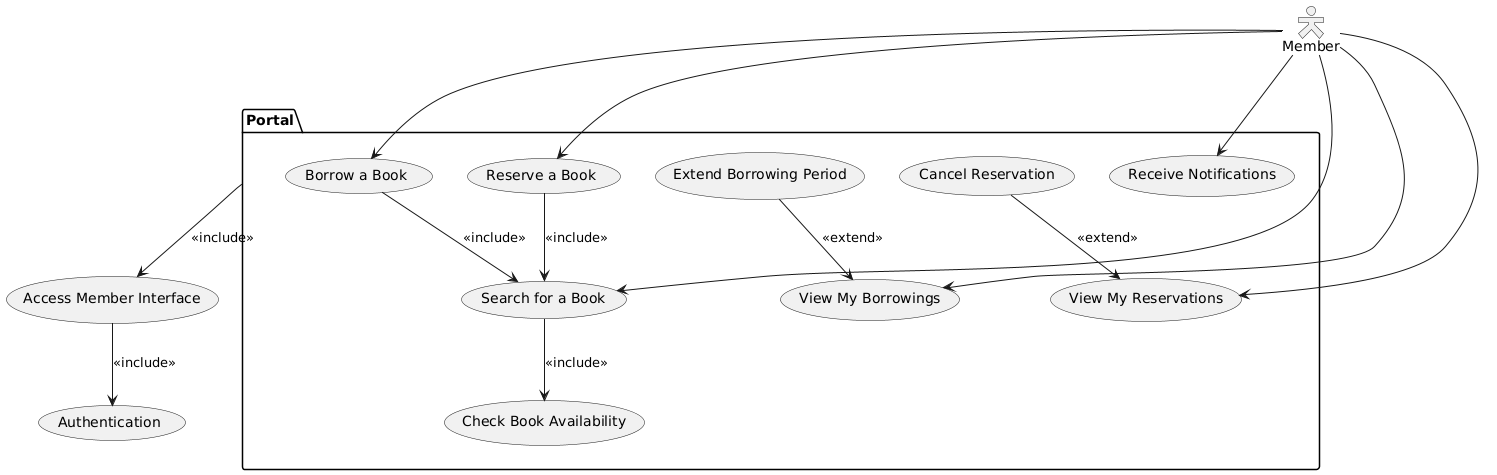 Member
Portal
Borrow a Book
Reserve a Book
Extend Borrowing Period
Cancel Reservation
Receive Notifications
«include»
«include»
«include»
«extend»
«extend»
Access Member Interface
Search for a Book
View My Borrowings
View My Reservations
«include»
«include»
Authentication
Check Book Availability